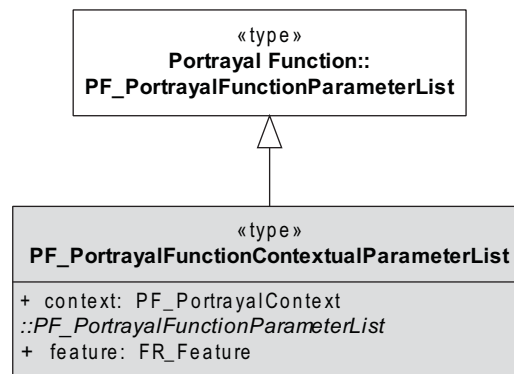 «type»
Portrayal Function::
PF_PortrayalFunctionParameterList
«type»
PF_PortrayalFunctionContextualParameterList
+ context: PF_PortrayalContext
::PF_PortrayalFunctionParameterList
+ feature: FR_Feature